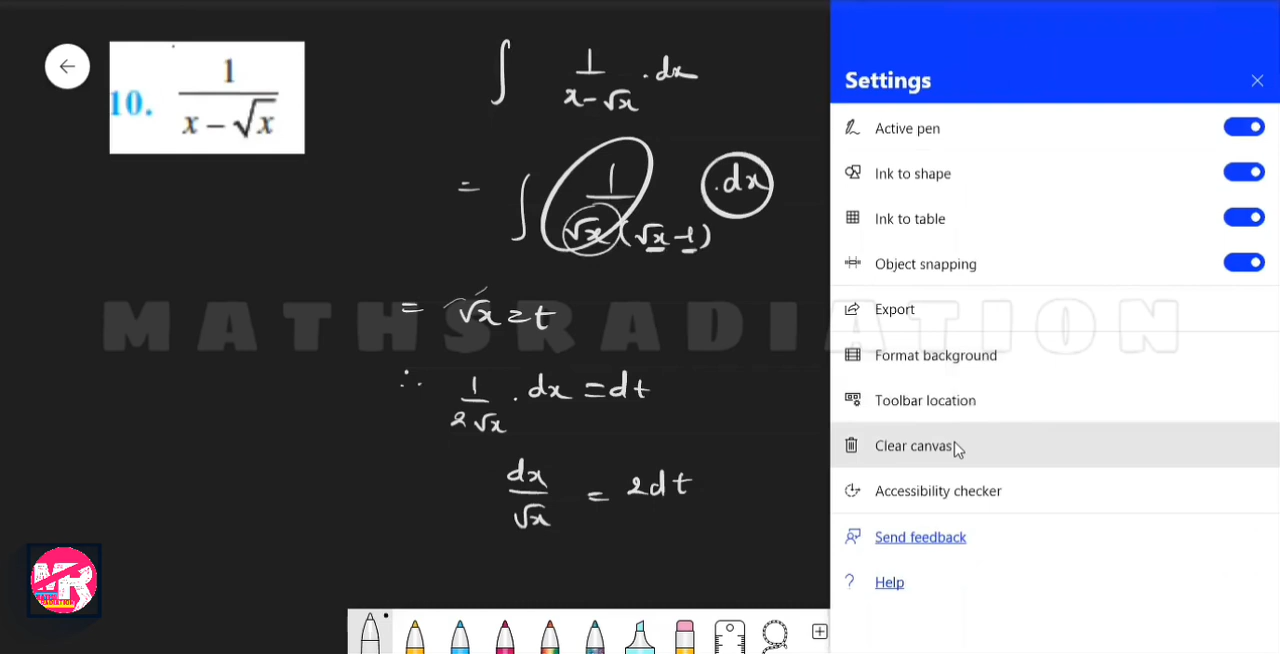 10. 1/(x − √x)
∫ 1/(x-√x) .dx
= ∫ 1/(√x(√x-1)) .dx
= √x = t
∴ 1/(2√x) . dx = dt
dx/√x = 2dt
MATHSRADIATION
Settings
Active pen
Ink to shape
Ink to table
Object snapping
Export
Format background
Toolbar location
Clear canvas
Accessibility checker
Send feedback
? Help
MR